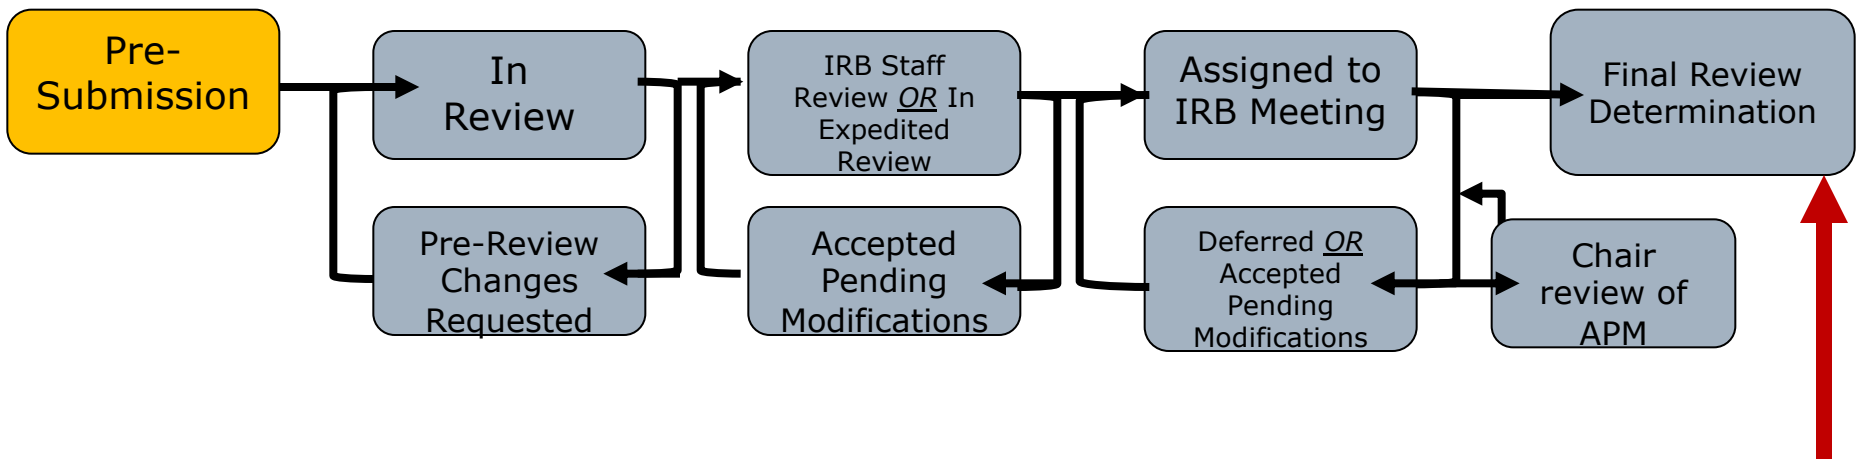 Pre-
Submission
In
Review
IRB Staff
Review OR In
Expedited
Review
Assigned to
IRB Meeting
Final Review
Determination
Pre-Review
Changes
Requested
Accepted
Pending
Modifications
Deferred OR
Accepted
Pending
Modifications
Chair
review of
APM